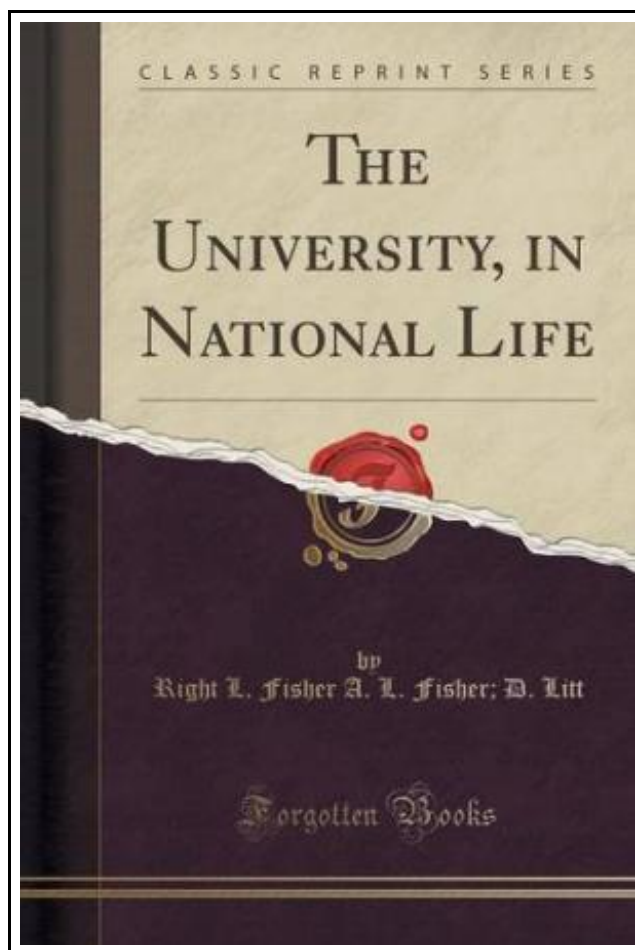 CLASSIC REPRINT SERIES
THE
UNIVERSITY, IN
NATIONAL LIFE
F
by
Right L. Fisher A. L. Fisher; D. Litt
Forgotten Books